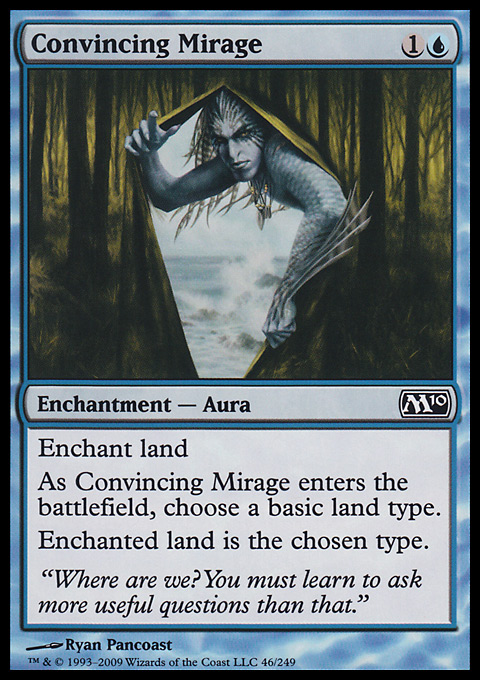 Convincing Mirage 1
Enchantment — Aura M10
Enchant land
As Convincing Mirage enters the
battlefield, choose a basic land type.
Enchanted land is the chosen type.
“Where are we? You must learn to ask
more useful questions than that.”
Ryan Pancoast
™ & © 1993–2009 Wizards of the Coast LLC 46/249